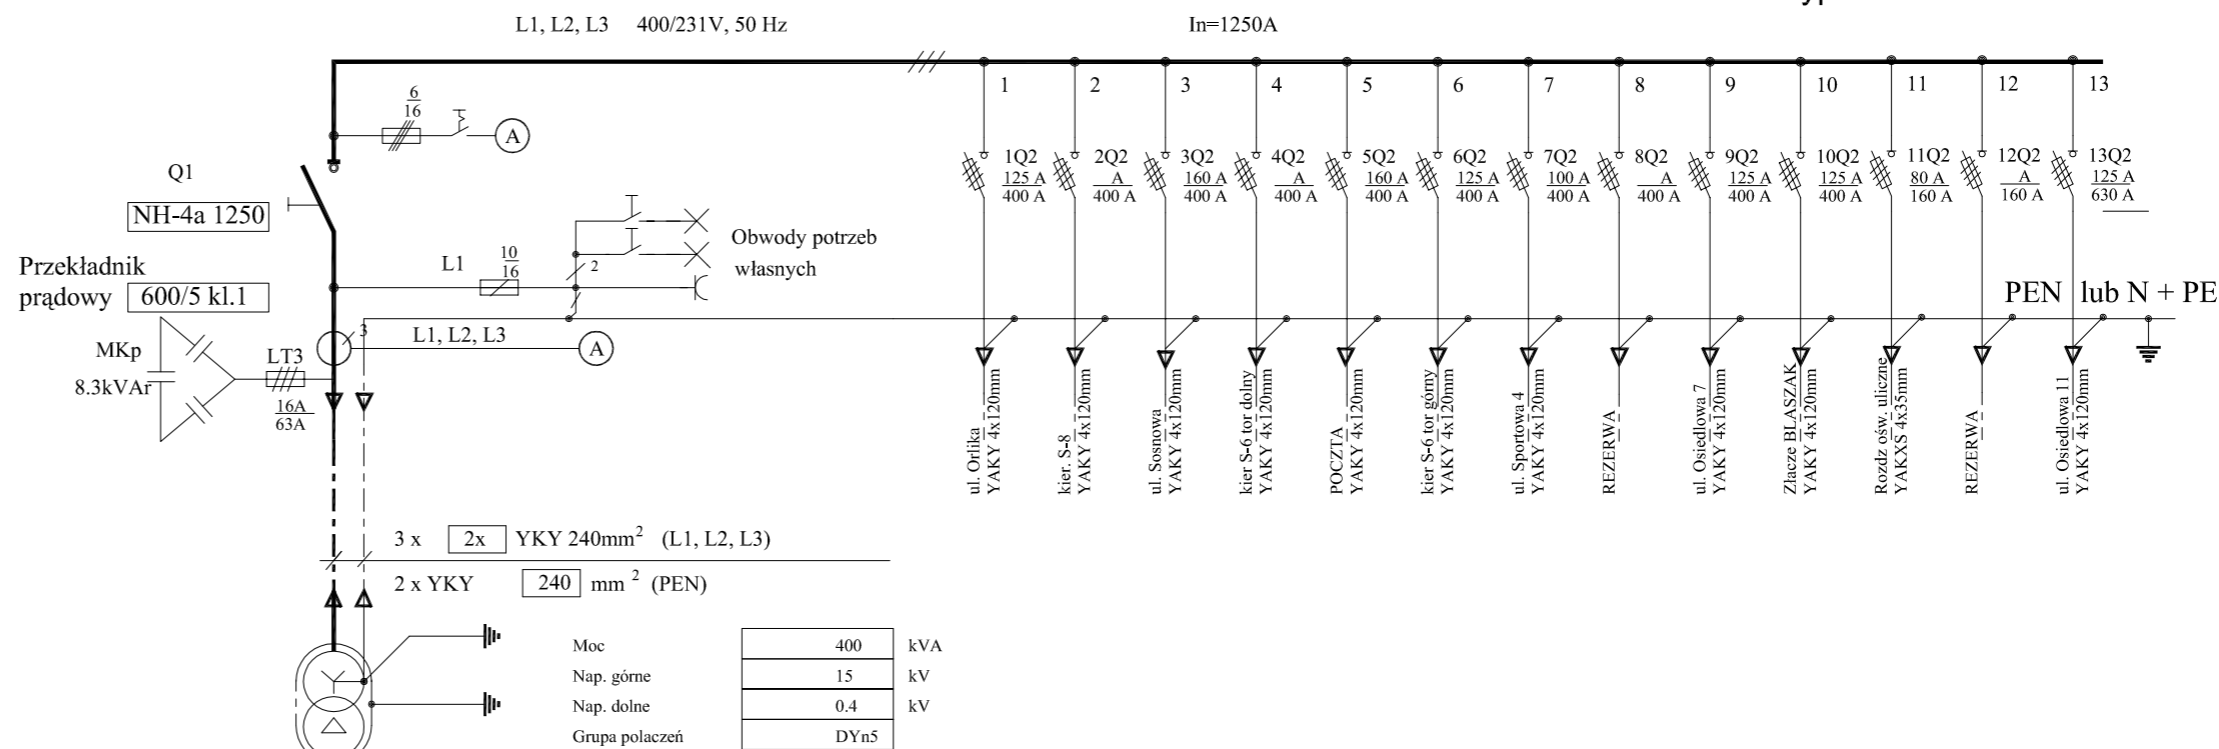 L1, L2, L3 400/231V, 50 Hz
In=1250A
1 2 3 4 5 6 7 8 9 10 11 12 13
6
16
A
Q1
NH-4a 1250
1Q2
125 A
400 A
2Q2
A
400 A
3Q2
160 A
400 A
4Q2
A
400 A
5Q2
160 A
400 A
6Q2
125 A
400 A
7Q2
100 A
400 A
8Q2
A
400 A
9Q2
125 A
400 A
10Q2
125 A
400 A
11Q2
80 A
160 A
12Q2
A
160 A
13Q2
125 A
630 A
Obwody potrzeb
własnych
L1
10
16
2
Przekładnik
prądowy
600/5 kl.1
PEN lub N + PE
3
L1, L2, L3
A
MKp
8.3kVAr
LT3
16A
63A
ul. Orlika
YAKY 4x120mm
kier. S-8
YAKY 4x120mm
ul. Sosnowa
YAKY 4x120mm
kier S-6 tor dolny
YAKY 4x120mm
POCZTA
YAKY 4x120mm
kier S-6 tor górny
YAKY 4x120mm
ul. Sportowa 4
YAKY 4x120mm
REZERWA
ul. Osiedlowa 7
YAKY 4x120mm
Złacze BLASZAK
YAKY 4x120mm
Rozdz ośw. uliczne
YAKXS 4x35mm
REZERWA
ul. Osiedlowa 11
YAKY 4x120mm
3 x 2x YKY 240mm² (L1, L2, L3)
2 x YKY 240 mm ² (PEN)
Moc 400 kVA
Nap. górne 15 kV
Nap. dolne 0.4 kV
Grupa polaczeń DYn5